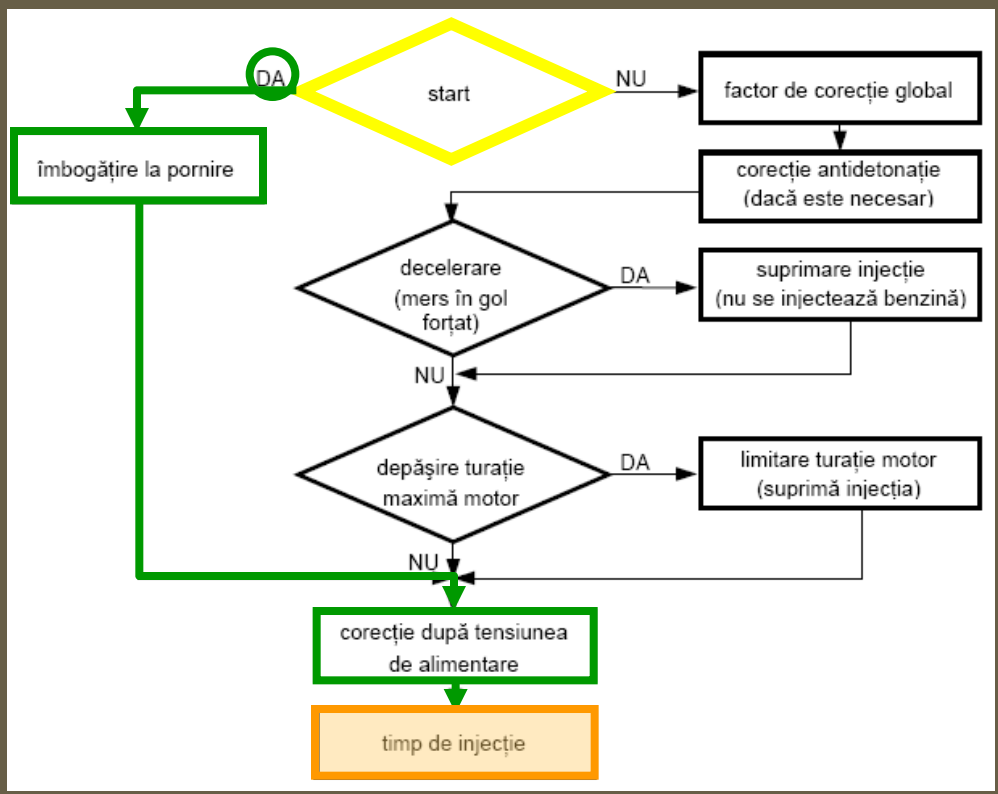 DA
start
NU
factor de corecție global
îmbogățire la pornire
corecție antidetonație
(dacă este necesar)
decelerare
(mers în gol
forțat)
DA
suprimare injecție
(nu se injectează benzină)
NU
depășire turație
maximă motor
DA
limitare turație motor
(suprimă injecția)
NU
corecție după tensiunea
de alimentare
timp de injecție